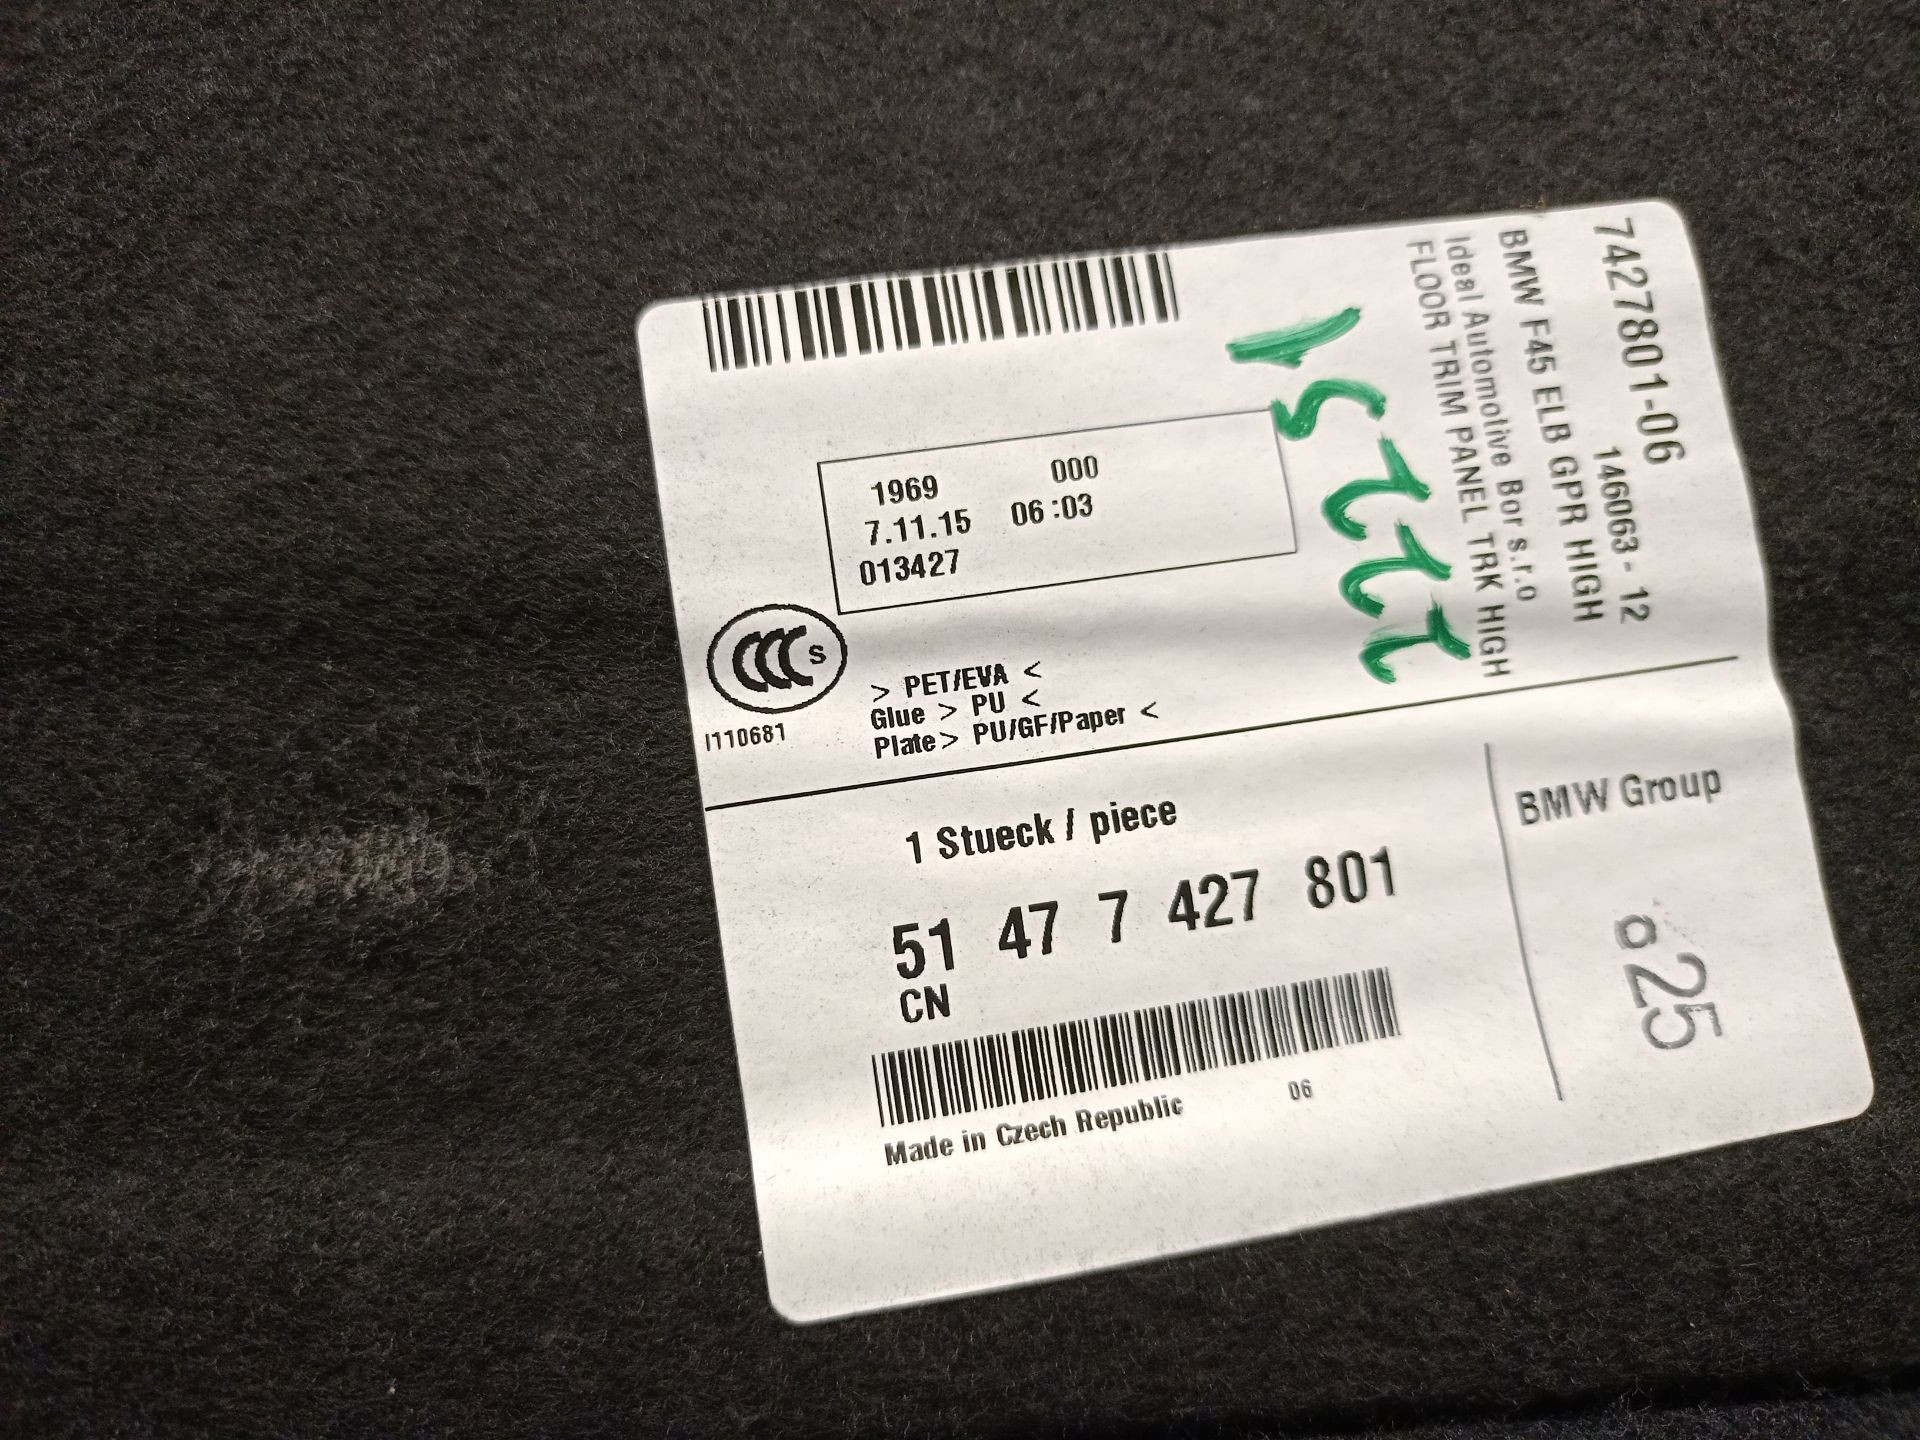 7427801-06
146063 - 12
BMW F45 ELB GPR HIGH
Ideal Automotive Bor s.r.o
FLOOR TRIM PANEL TRK HIGH
1969 000
7.11.15 06:03
013427
CCC S
I110681
> PET/EVA <
Glue > PU <
Plate> PU/GF/Paper <
1 Stueck / piece
51 47 7 427 801
CN
Made in Czech Republic 06
BMW Group
a25